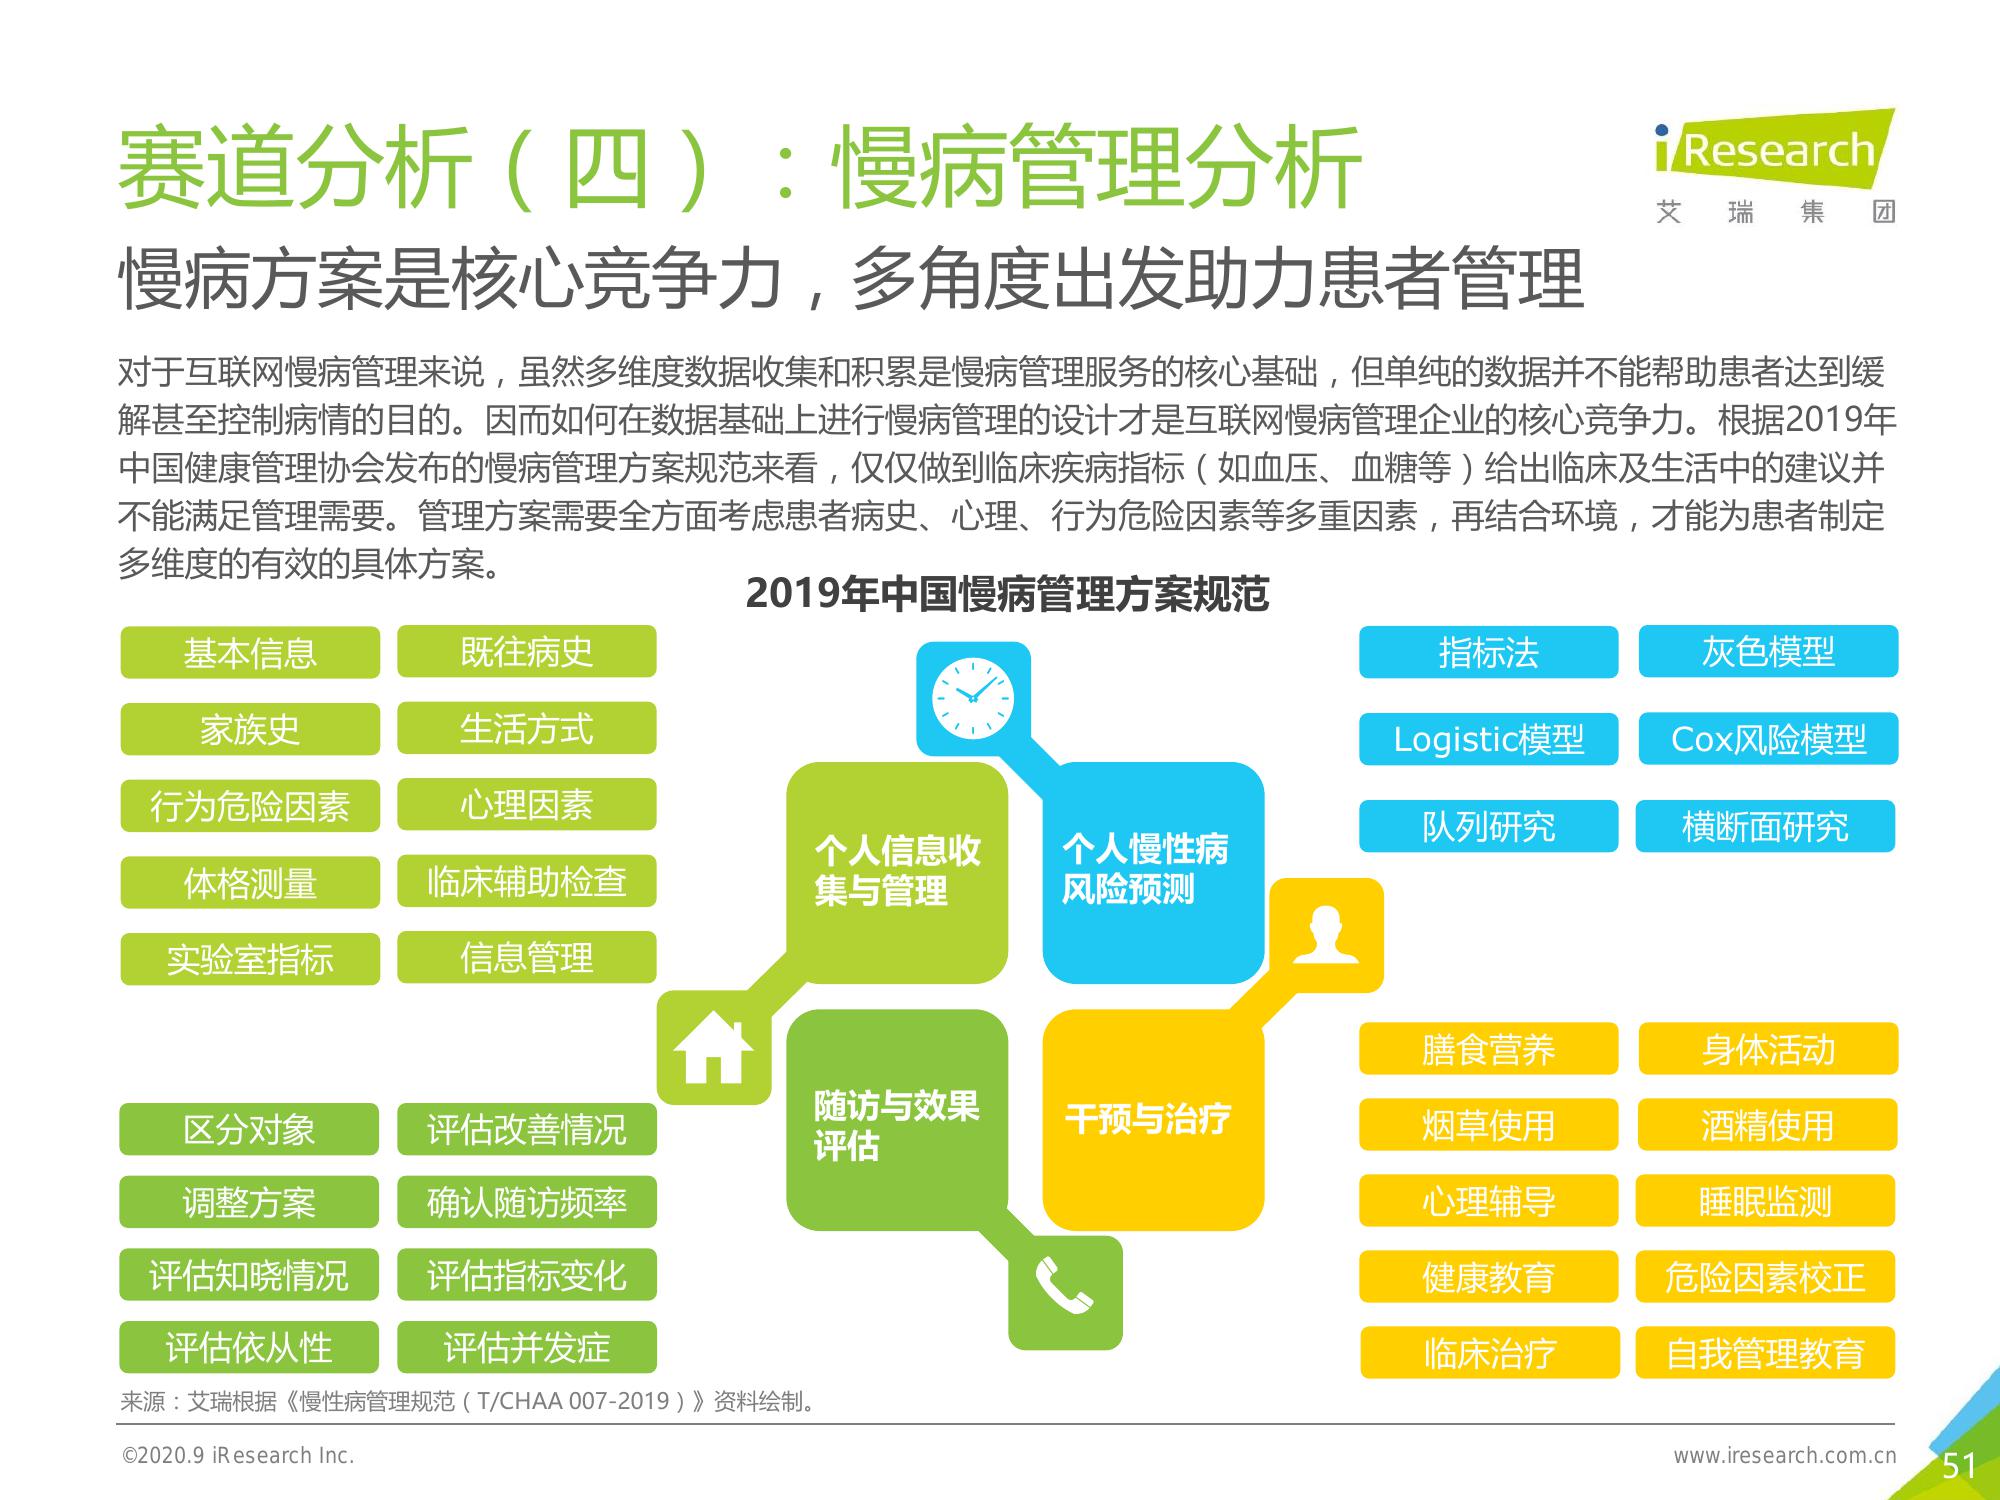 赛道分析（四）：慢病管理分析
iResearch
艾瑞集团
慢病方案是核心竞争力，多角度出发助力患者管理
对于互联网慢病管理来说，虽然多维度数据收集和积累是慢病管理服务的核心基础，但单纯的数据并不能帮助患者达到缓
解甚至控制病情的目的。因而如何在数据基础上进行慢病管理的设计才是互联网慢病管理企业的核心竞争力。根据2019年
中国健康管理协会发布的慢病管理方案规范来看，仅仅做到临床疾病指标（如血压、血糖等）给出临床及生活中的建议并
不能满足管理需要。管理方案需要全方面考虑患者病史、心理、行为危险因素等多重因素，再结合环境，才能为患者制定
多维度的有效的具体方案。
2019年中国慢病管理方案规范
基本信息
既往病史
家族史
生活方式
行为危险因素
心理因素
体格测量
临床辅助检查
实验室指标
信息管理
个人信息收
集与管理
个人慢性病
风险预测
指标法
灰色模型
Logistic模型
Cox风险模型
队列研究
横断面研究
随访与效果
评估
干预与治疗
区分对象
评估改善情况
调整方案
确认随访频率
评估知晓情况
评估指标变化
评估依从性
评估并发症
膳食营养
身体活动
烟草使用
酒精使用
心理辅导
睡眠监测
健康教育
危险因素校正
临床治疗
自我管理教育
来源：艾瑞根据《慢性病管理规范（T/CHAA 007-2019）》资料绘制。
©2020.9 iResearch Inc.
www.iresearch.com.cn
51